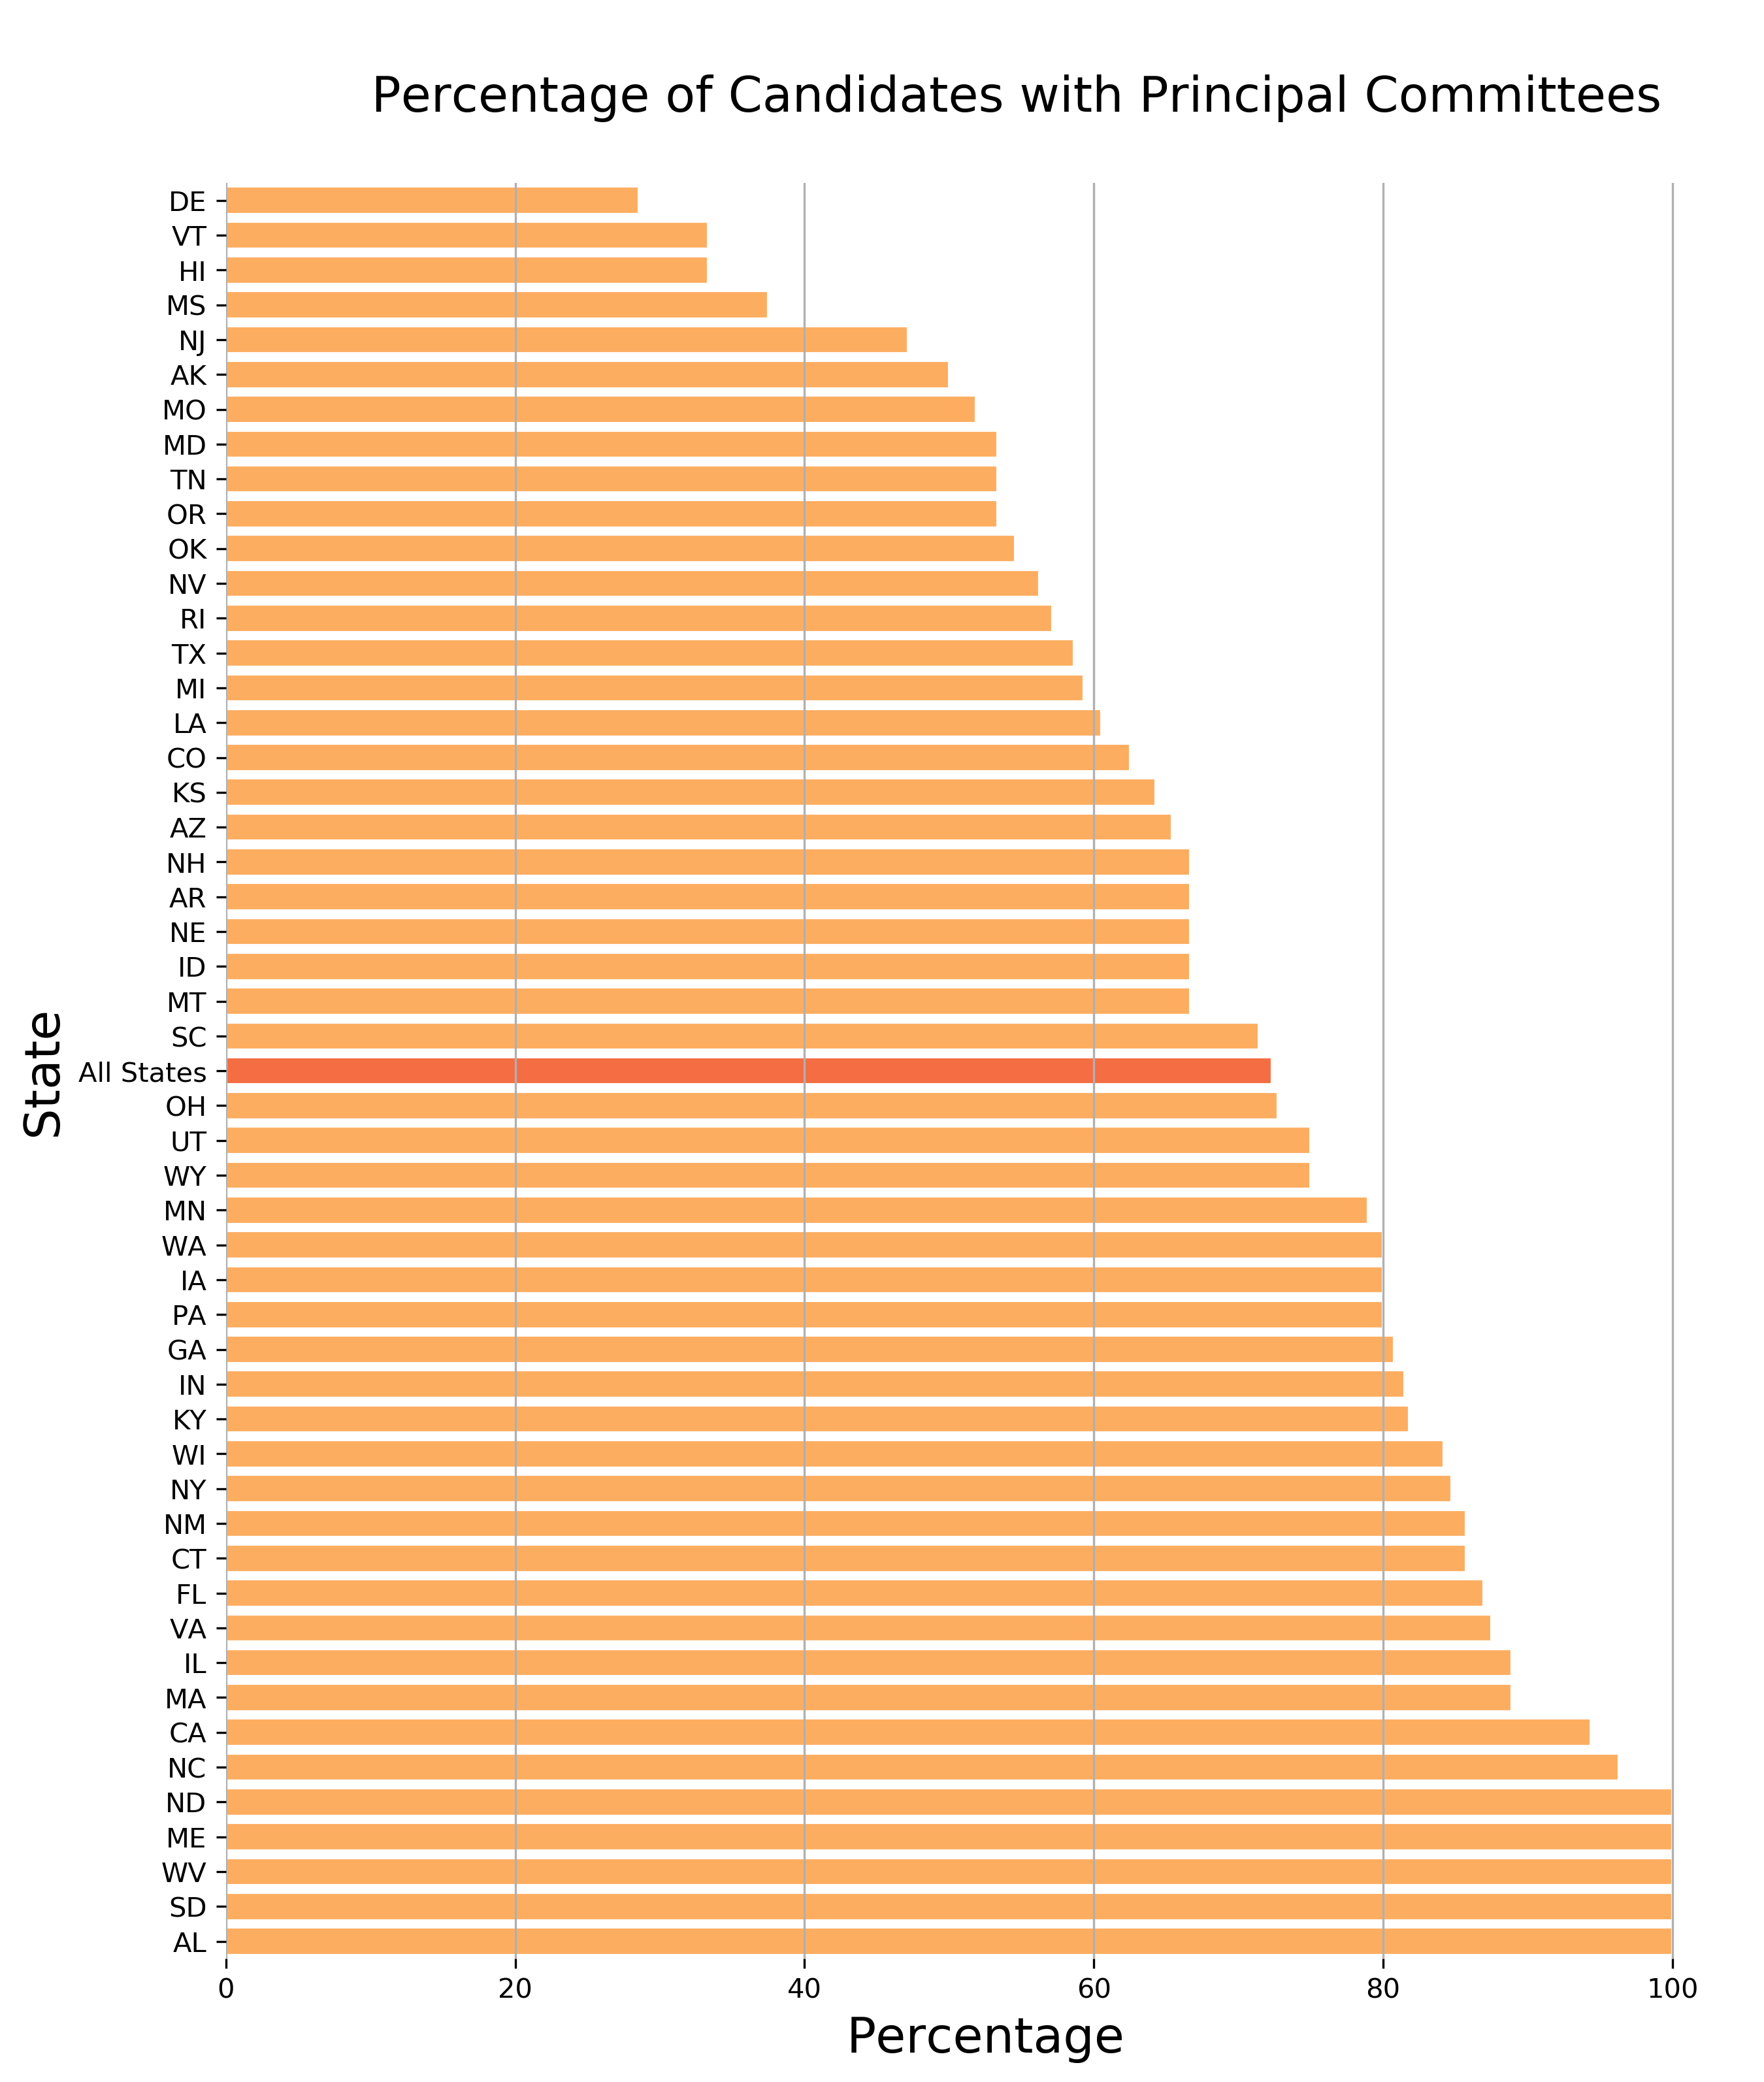 Percentage of Candidates with Principal Committees
State
DE
VT
HI
MS
NJ
AK
MO
MD
TN
OR
OK
NV
RI
TX
MI
LA
CO
KS
AZ
NH
AR
NE
ID
MT
SC
All States
OH
UT
WY
MN
WA
IA
PA
GA
IN
KY
WI
NY
NM
CT
FL
VA
IL
MA
CA
NC
ND
ME
WV
SD
AL
0 20 40 60 80 100
Percentage